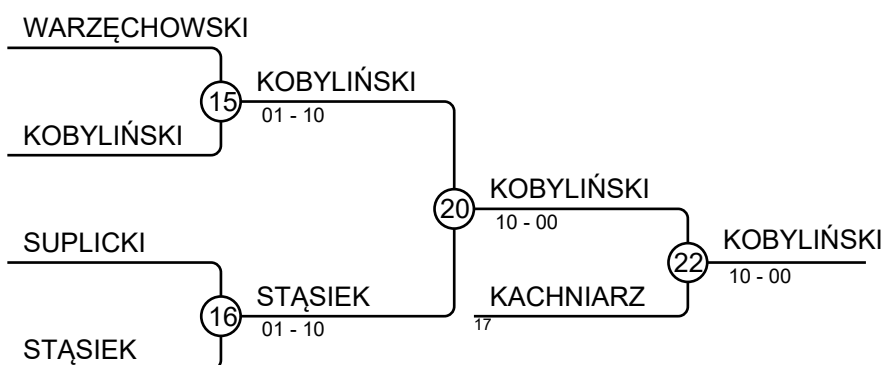 WARZĘCHOWSKI
15
KOBYLIŃSKI
01 - 10
KOBYLIŃSKI
20
KOBYLIŃSKI
10 - 00
SUPLICKI
22
KOBYLIŃSKI
10 - 00
16
STĄSIEK
01 - 10
KACHNIARZ
17
STĄSIEK